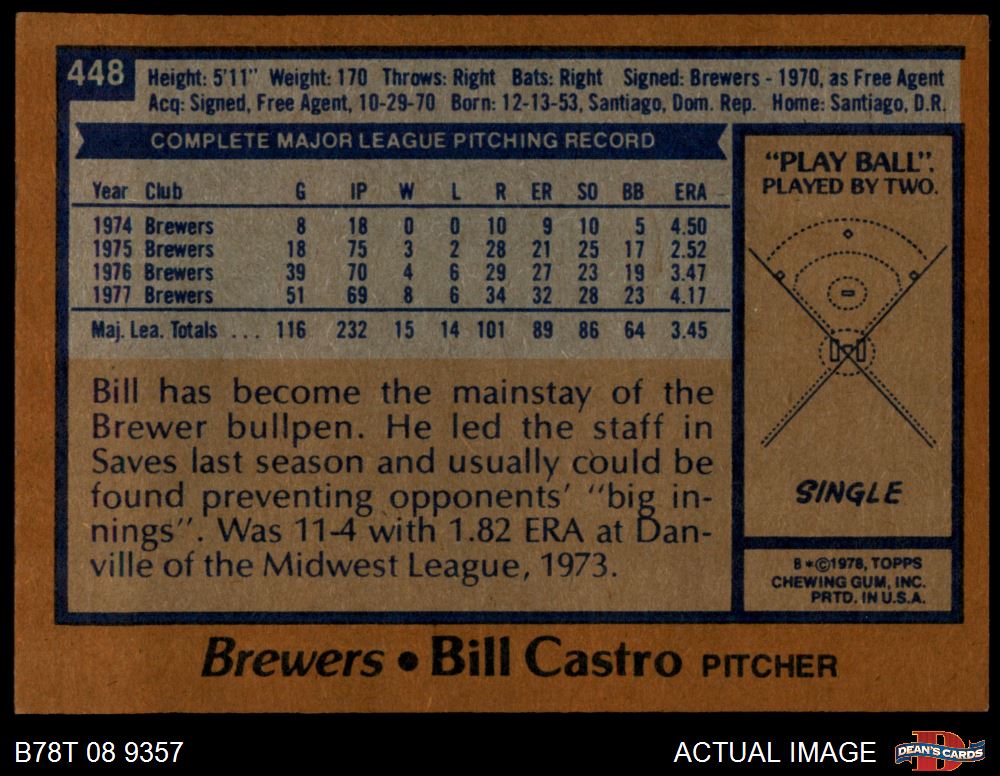 448
Height: 5'11" Weight: 170 Throws: Right Bats: Right Signed: Brewers - 1970, as Free Agent
Acq: Signed, Free Agent, 10-29-70 Born: 12-13-53, Santiago, Dom. Rep. Home: Santiago, D.R.
COMPLETE MAJOR LEAGUE PITCHING RECORD
Year Club G IP W L R ER SO BB ERA
1974 Brewers 8 18 0 0 10 9 10 5 4.50
1975 Brewers 18 75 3 2 28 21 25 17 2.52
1976 Brewers 39 70 4 6 29 27 23 19 3.47
1977 Brewers 51 69 8 6 34 32 28 23 4.17
Maj. Lea. Totals . . . 116 232 15 14 101 89 86 64 3.45
Bill has become the mainstay of the
Brewer bullpen. He led the staff in
Saves last season and usually could be
found preventing opponents' "big in-
nings". Was 11-4 with 1.82 ERA at Dan-
ville of the Midwest League, 1973.
"PLAY BALL".
PLAYED BY TWO.
SINGLE
B*©1978, TOPPS
CHEWING GUM, INC.
PRTD. IN U.S.A.
Brewers • Bill Castro PITCHER
B78T 08 9357
ACTUAL IMAGE
D
DEAN'S CARDS